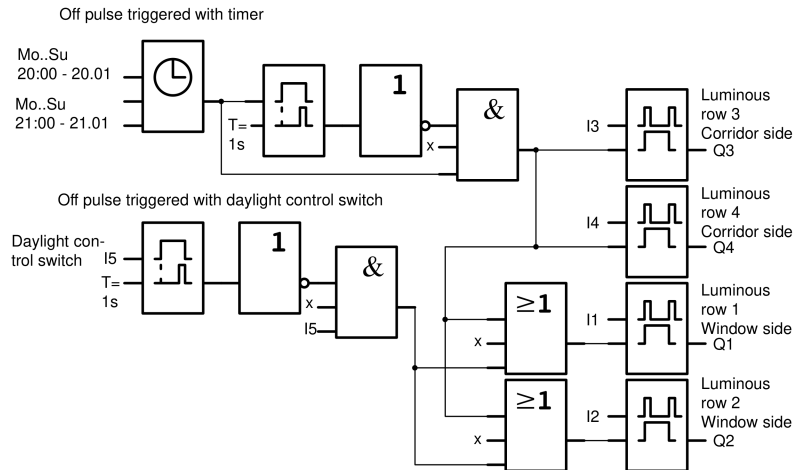 Off pulse triggered with timer
Mo..Su
20:00 - 20.01
Mo..Su
21:00 - 21.01
T=
1s
1
x
&
I3
Luminous
row 3
Corridor side
Q3
Off pulse triggered with daylight control switch
I4
Luminous
row 4
Corridor side
Q4
Daylight con-
trol switch
I5
T=
1s
1
x
I5
&
≥1
x
I1
Luminous
row 1
Window side
Q1
≥1
x
I2
Luminous
row 2
Window side
Q2